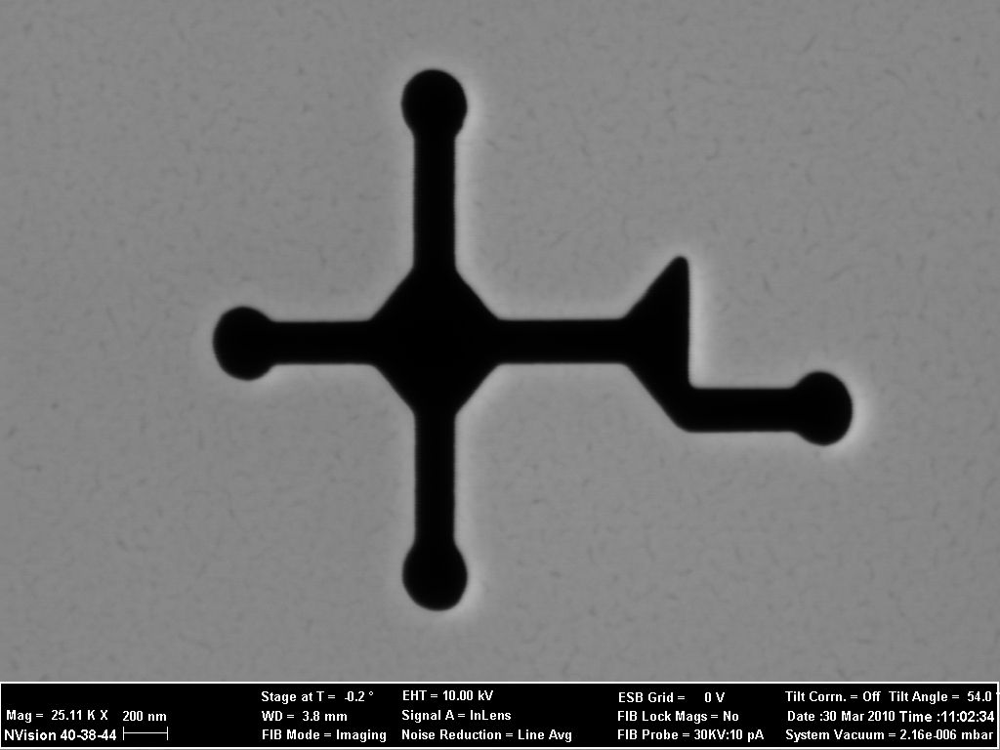 Stage at T = -0.2 ° EHT = 10.00 kV ESB Grid = 0 V Tilt Corrn. = Off Tilt Angle = 54.0
Mag = 25.11 K X 200 nm WD = 3.8 mm Signal A = InLens FIB Lock Mags = No Date :30 Mar 2010 Time :11:02:34
NVision 40-38-44 FIB Mode = Imaging Noise Reduction = Line Avg FIB Probe = 30KV:10 pA System Vacuum = 2.16e-006 mbar